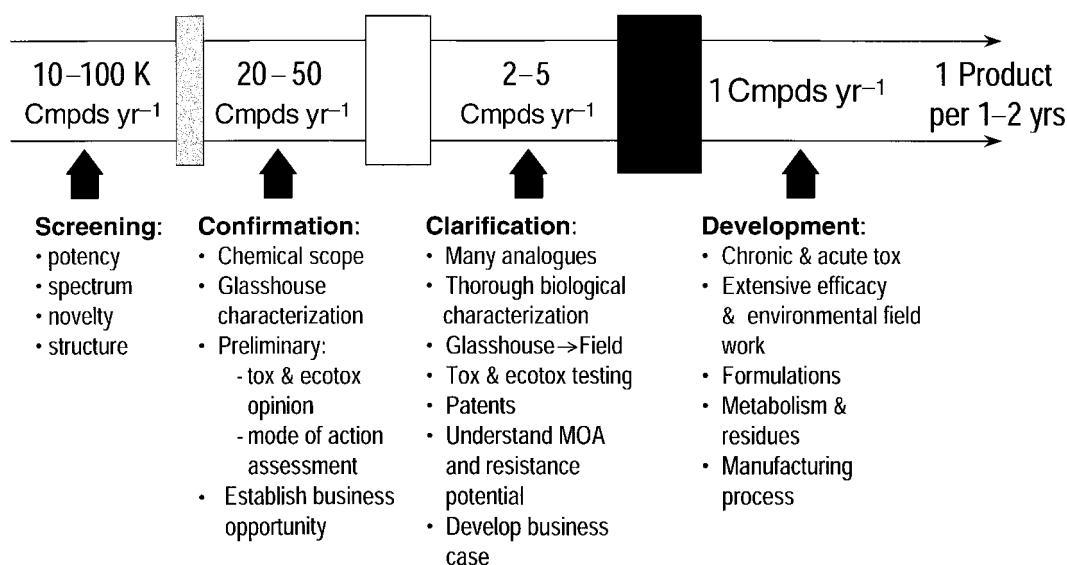 10–100 K
Cmpds yr⁻¹
20–50
Cmpds yr⁻¹
2-5
Cmpds yr⁻¹
1 Cmpds yr⁻¹
1 Product
per 1–2 yrs
Screening:
• potency
• spectrum
• novelty
• structure
Confirmation:
• Chemical scope
• Glasshouse
characterization
• Preliminary:
- tox & ecotox
opinion
- mode of action
assessment
• Establish business
opportunity
Clarification:
• Many analogues
• Thorough biological
characterization
• Glasshouse→Field
• Tox & ecotox testing
• Patents
• Understand MOA
and resistance
potential
• Develop business
case
Development:
• Chronic & acute tox
• Extensive efficacy
& environmental field
work
• Formulations
• Metabolism &
residues
• Manufacturing
process